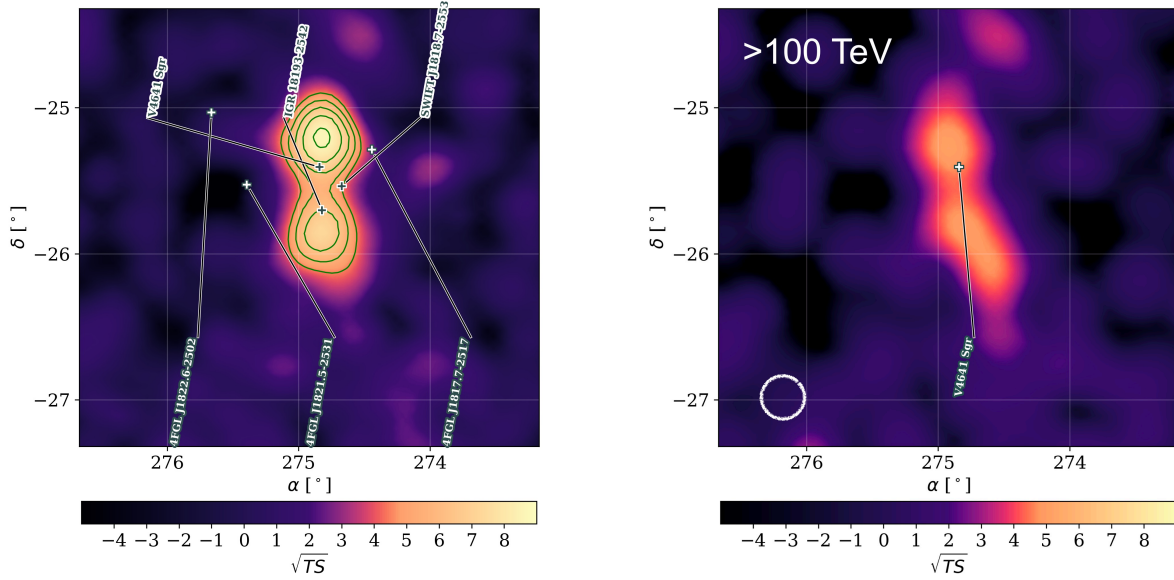 V4641 Sgr
IGR 18193-2542
SWIFT J1818.7-2553
4FGL J1822.6-2502
4FGL J1821.5-2531
4FGL J1817.7-2517
−25
−26
−27
δ [°]
276
275
274
α [°]
−4 −3 −2 −1 0 1 2 3 4 5 6 7 8
√TS
>100 TeV
V4641 Sgr
−25
−26
−27
δ [°]
276
275
274
α [°]
−4 −3 −2 −1 0 1 2 3 4 5 6 7 8
√TS